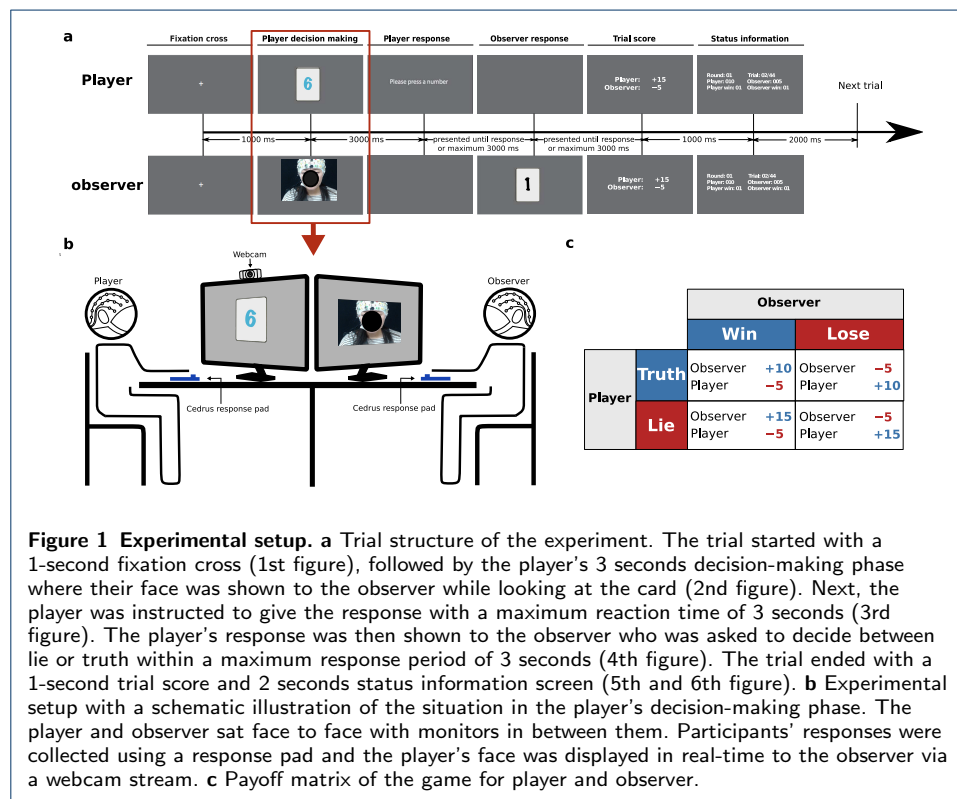 a
Fixation cross
Player decision making
Player response
Observer response
Trial score
Status information
Player
+
6
Please press a number
Player: +15
Observer: −5
Round: 01 Trial: 02/44
Player: 010 Observer: 005
Player win: 01 Observer win: 01
Next trial
1000 ms
3000 ms
presented until response
or maximum 3000 ms
presented until response
or maximum 3000 ms
1000 ms
2000 ms
observer
+
1
Player: +15
Observer: −5
Round: 01 Trial: 02/44
Player: 010 Observer: 005
Player win: 01 Observer win: 01
b
Webcam
Player
Observer
6
Cedrus response pad
Cedrus response pad
c
Observer
Win Lose
Player
Truth
Observer +10
Player −5
Observer −5
Player +10
Lie
Observer +15
Player −5
Observer −5
Player +15
Figure 1 Experimental setup. a Trial structure of the experiment. The trial started with a
1-second fixation cross (1st figure), followed by the player's 3 seconds decision-making phase
where their face was shown to the observer while looking at the card (2nd figure). Next, the
player was instructed to give the response with a maximum reaction time of 3 seconds (3rd
figure). The player's response was then shown to the observer who was asked to decide between
lie or truth within a maximum response period of 3 seconds (4th figure). The trial ended with a
1-second trial score and 2 seconds status information screen (5th and 6th figure). b Experimental
setup with a schematic illustration of the situation in the player's decision-making phase. The
player and observer sat face to face with monitors in between them. Participants' responses were
collected using a response pad and the player's face was displayed in real-time to the observer via
a webcam stream. c Payoff matrix of the game for player and observer.